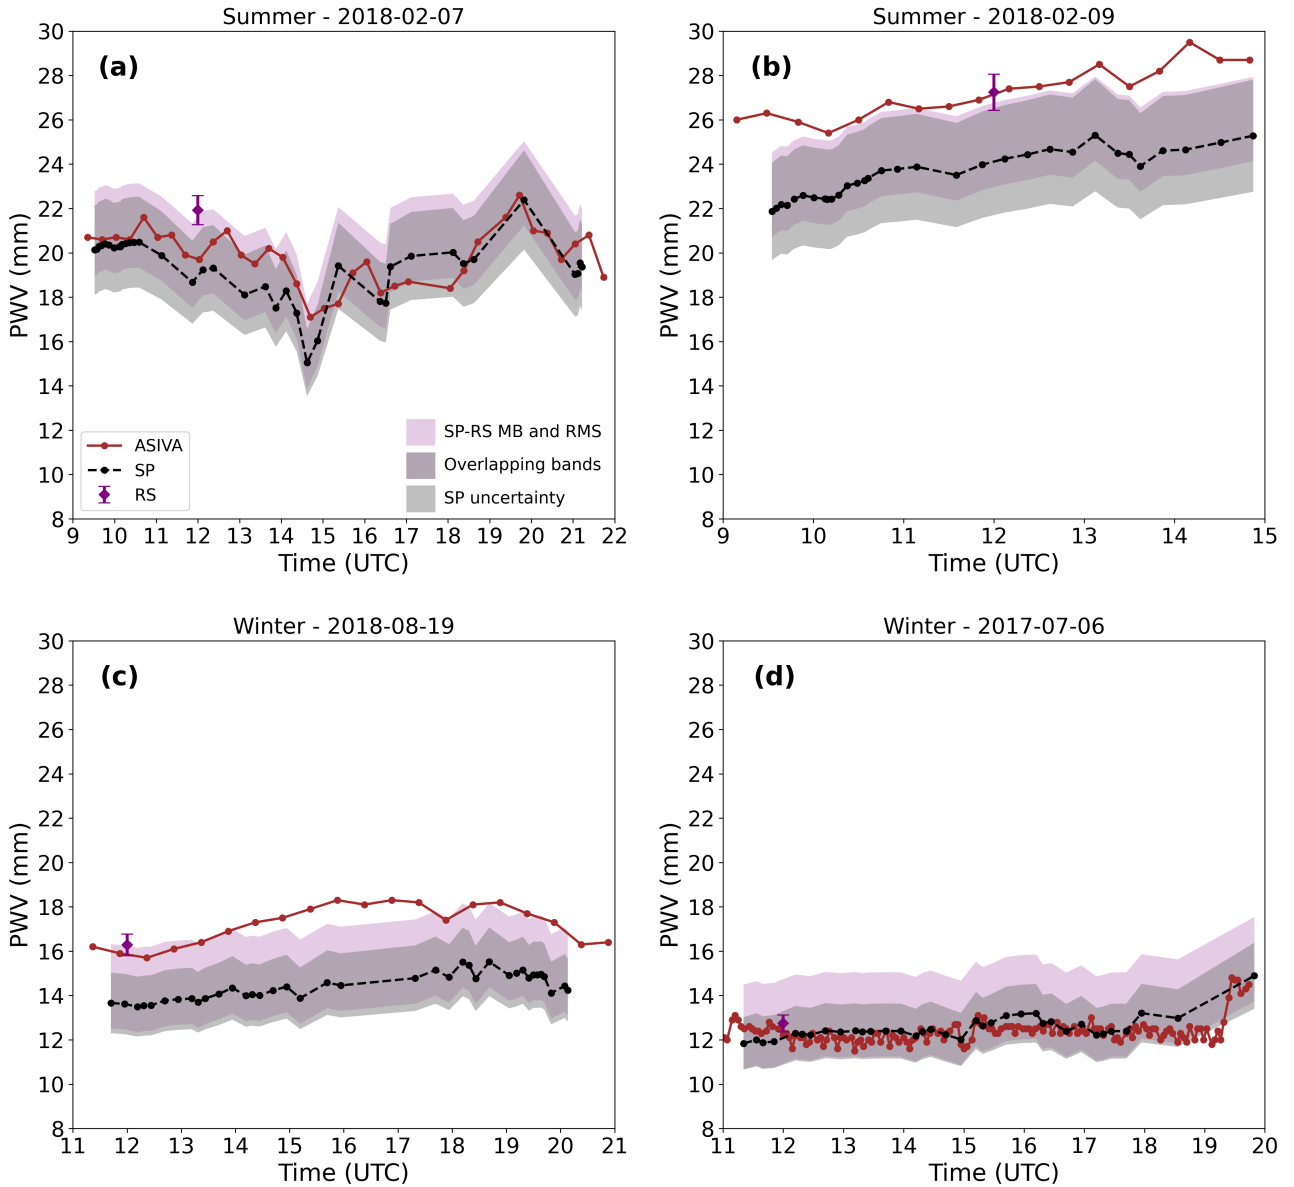 Summer - 2018-02-07
(a)
PWV (mm)
30
28
26
24
22
20
18
16
14
12
10
8
ASIVA
SP
RS
SP-RS MB and RMS
Overlapping bands
SP uncertainty
9 10 11 12 13 14 15 16 17 18 19 20 21 22
Time (UTC)
Summer - 2018-02-09
(b)
PWV (mm)
30
28
26
24
22
20
18
16
14
12
10
8
9 10 11 12 13 14 15
Time (UTC)
Winter - 2018-08-19
(c)
PWV (mm)
30
28
26
24
22
20
18
16
14
12
10
8
11 12 13 14 15 16 17 18 19 20 21
Time (UTC)
Winter - 2017-07-06
(d)
PWV (mm)
30
28
26
24
22
20
18
16
14
12
10
8
11 12 13 14 15 16 17 18 19 20
Time (UTC)